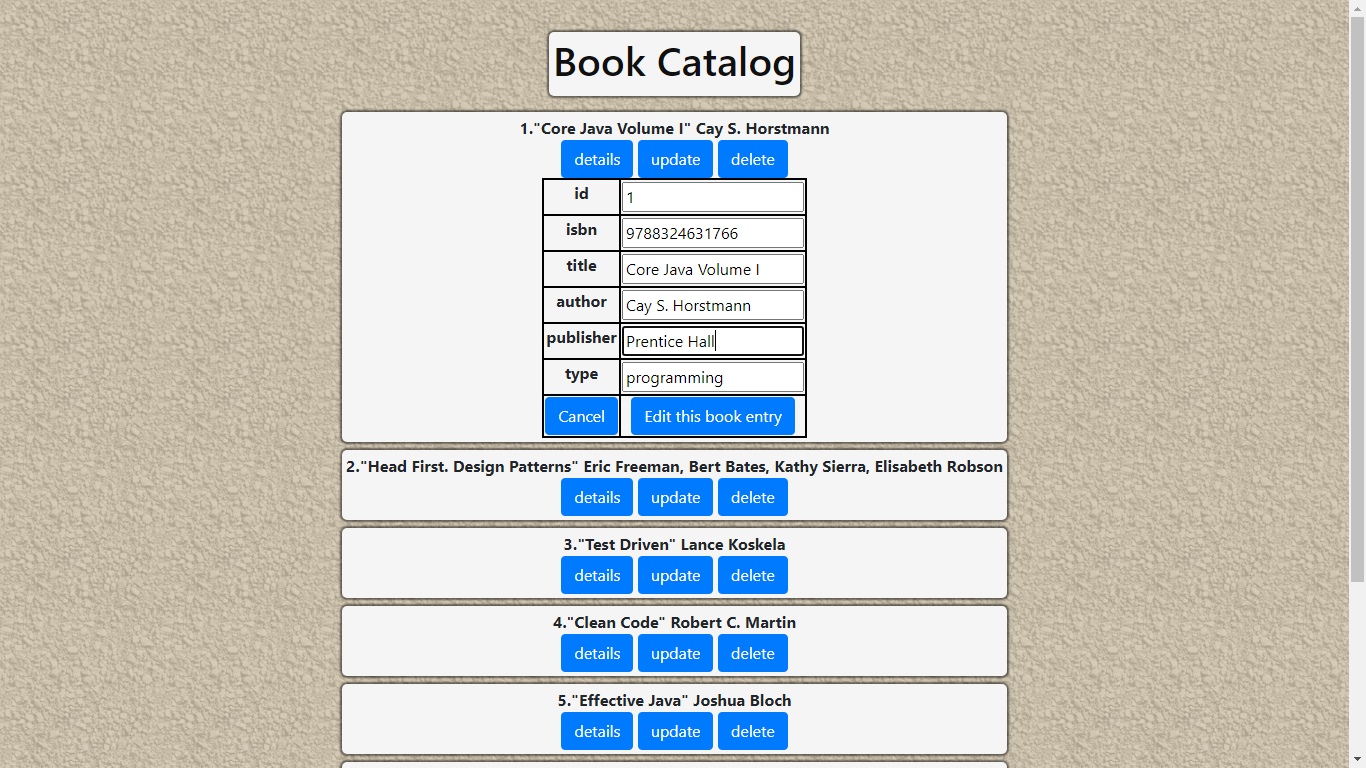 Book Catalog
1."Core Java Volume I" Cay S. Horstmann
details update delete
id 1
isbn 9788324631766
title Core Java Volume I
author Cay S. Horstmann
publisher Prentice Hall
type programming
Cancel Edit this book entry
2."Head First. Design Patterns" Eric Freeman, Bert Bates, Kathy Sierra, Elisabeth Robson
details update delete
3."Test Driven" Lance Koskela
details update delete
4."Clean Code" Robert C. Martin
details update delete
5."Effective Java" Joshua Bloch
details update delete